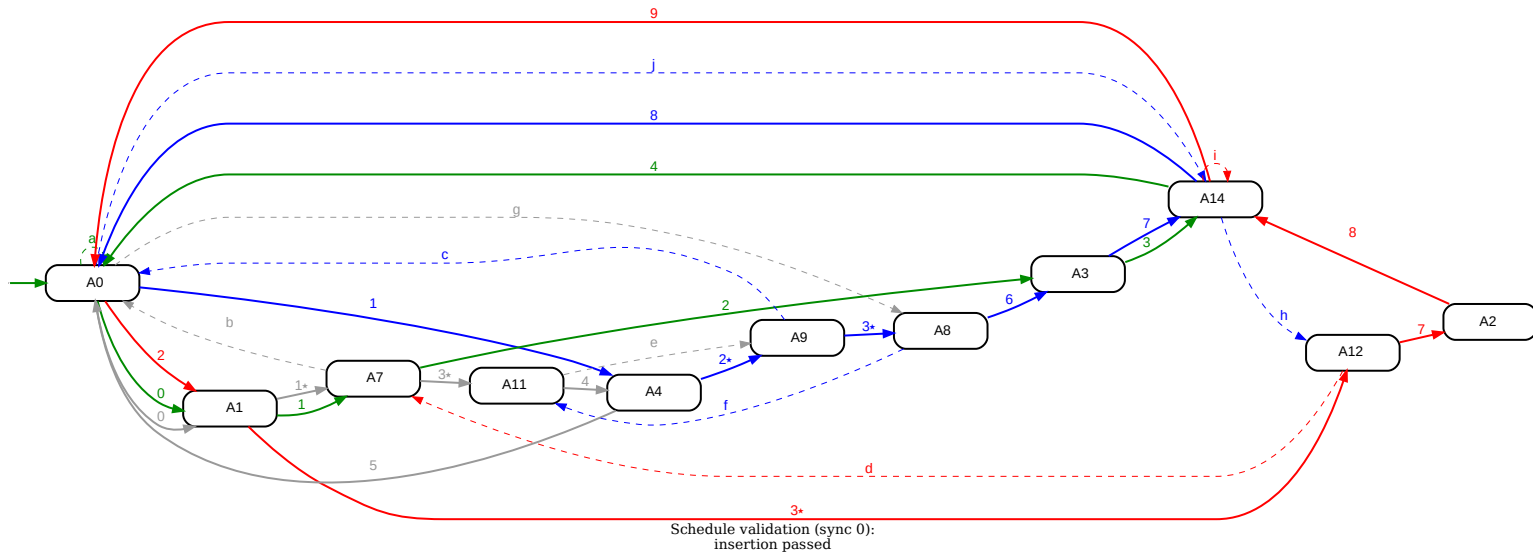 9
j
8
4
i
A14
g
a
c
7
3
8
A0
A3
b
1
2
6
h
A9
3⋆
A8
A2
2
e
2⋆
7
A12
0
1⋆
A7
3⋆
A11
4
A4
0
A1
1
f
5
d
3⋆
Schedule validation (sync 0):
insertion passed